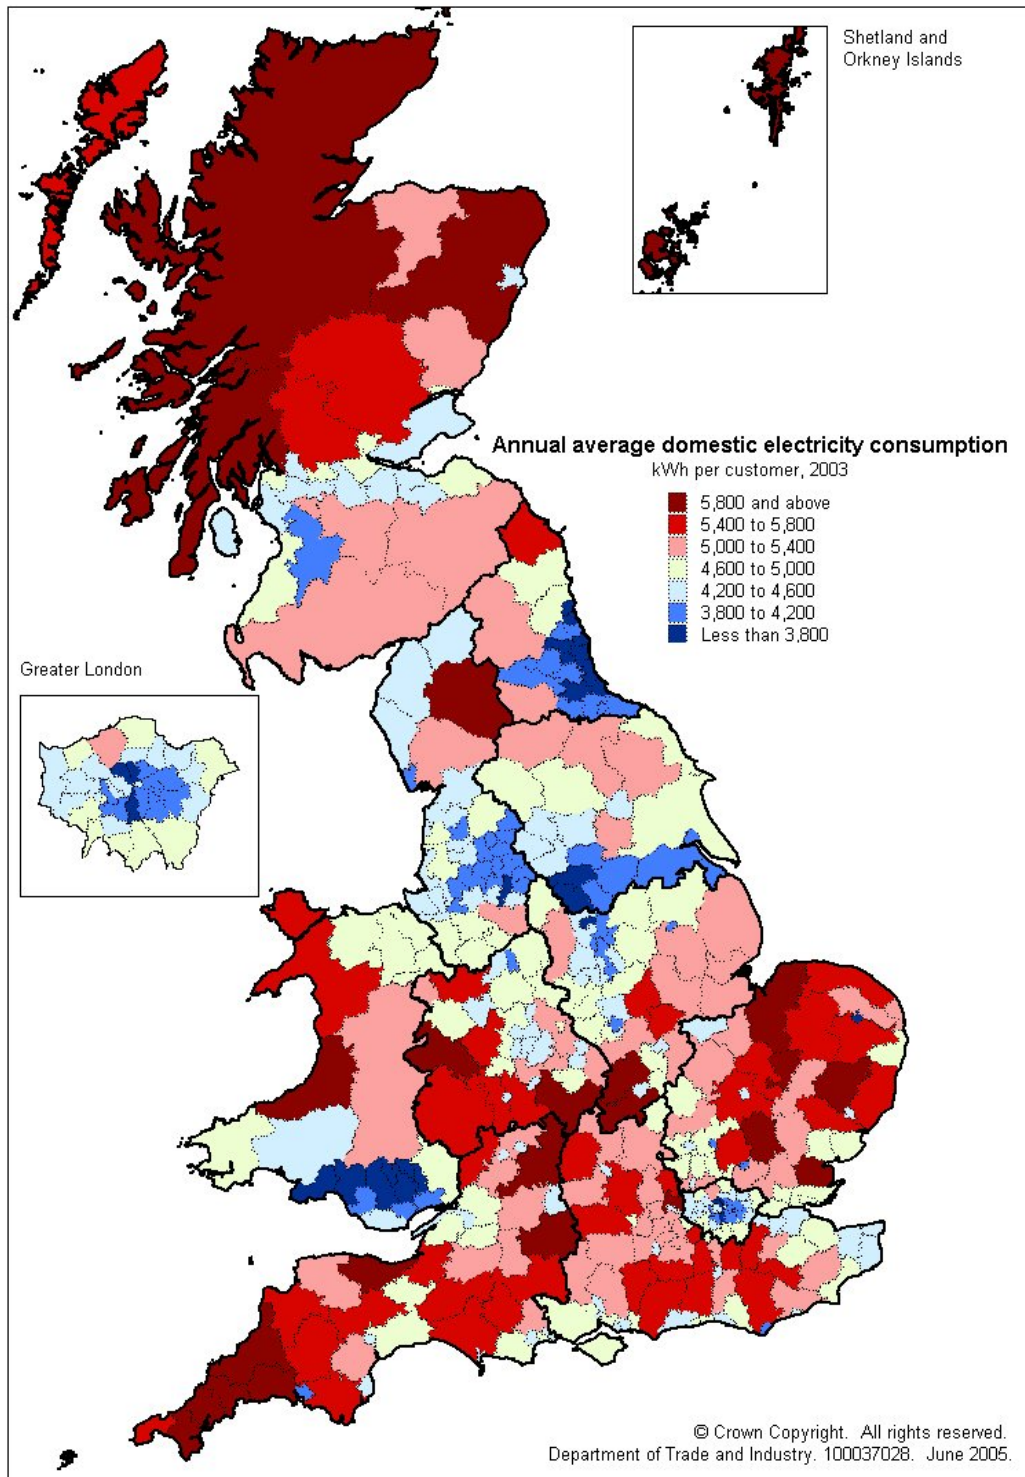 Shetland and
Orkney Islands
Annual average domestic electricity consumption
kWh per customer, 2003
5,800 and above
5,400 to 5,800
5,000 to 5,400
4,600 to 5,000
4,200 to 4,600
3,800 to 4,200
Less than 3,800
Greater London
© Crown Copyright. All rights reserved.
Department of Trade and Industry. 100037028. June 2005.